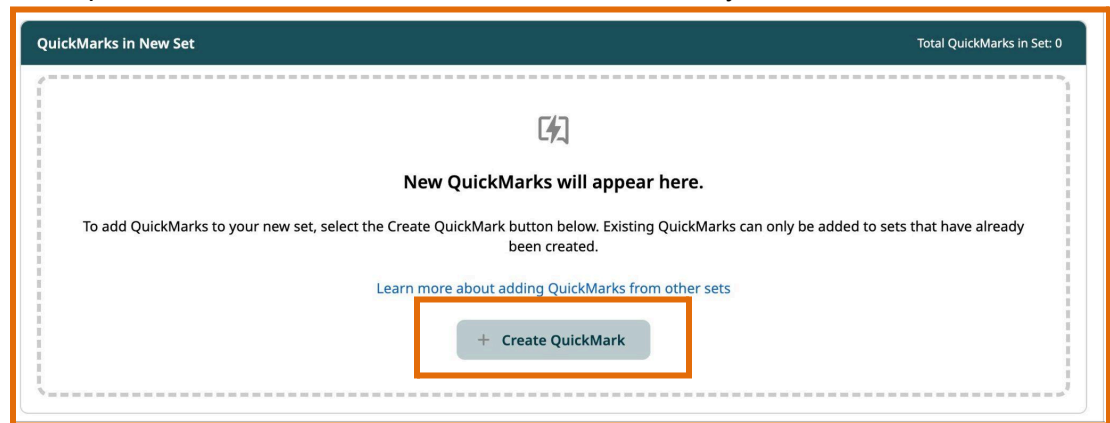 QuickMarks in New Set
Total QuickMarks in Set: 0
New QuickMarks will appear here.
To add QuickMarks to your new set, select the Create QuickMark button below. Existing QuickMarks can only be added to sets that have already
been created.
Learn more about adding QuickMarks from other sets
+ Create QuickMark